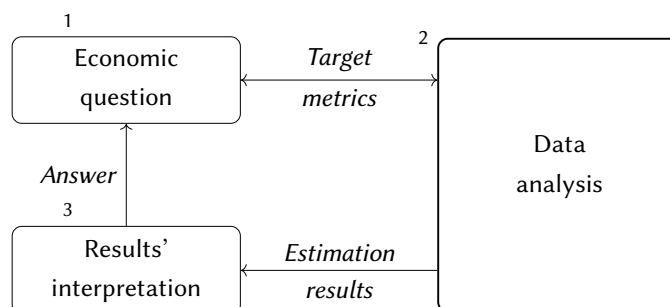 1
Economic
question
Target
metrics
2
Data
analysis
Answer
3
Results’
interpretation
Estimation
results